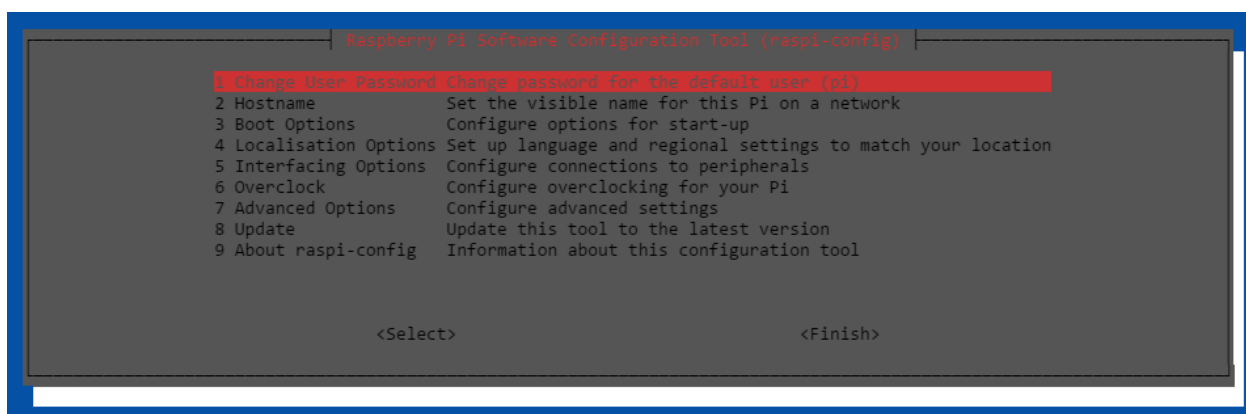 Raspberry Pi Software Configuration Tool (raspi-config)
1 Change User Password Change password for the default user (pi)
2 Hostname Set the visible name for this Pi on a network
3 Boot Options Configure options for start-up
4 Localisation Options Set up language and regional settings to match your location
5 Interfacing Options Configure connections to peripherals
6 Overclock Configure overclocking for your Pi
7 Advanced Options Configure advanced settings
8 Update Update this tool to the latest version
9 About raspi-config Information about this configuration tool
<Select> <Finish>